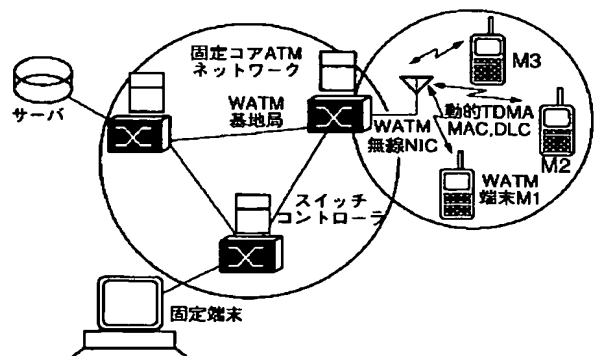 固定コアATM
ネットワーク
サーバ
WATM
基地局
M3
WATM
無線NIC
動的TDMA
MAC,DLC
M2
WATM
端末M1
スイッチ
コントローラ
固定端末